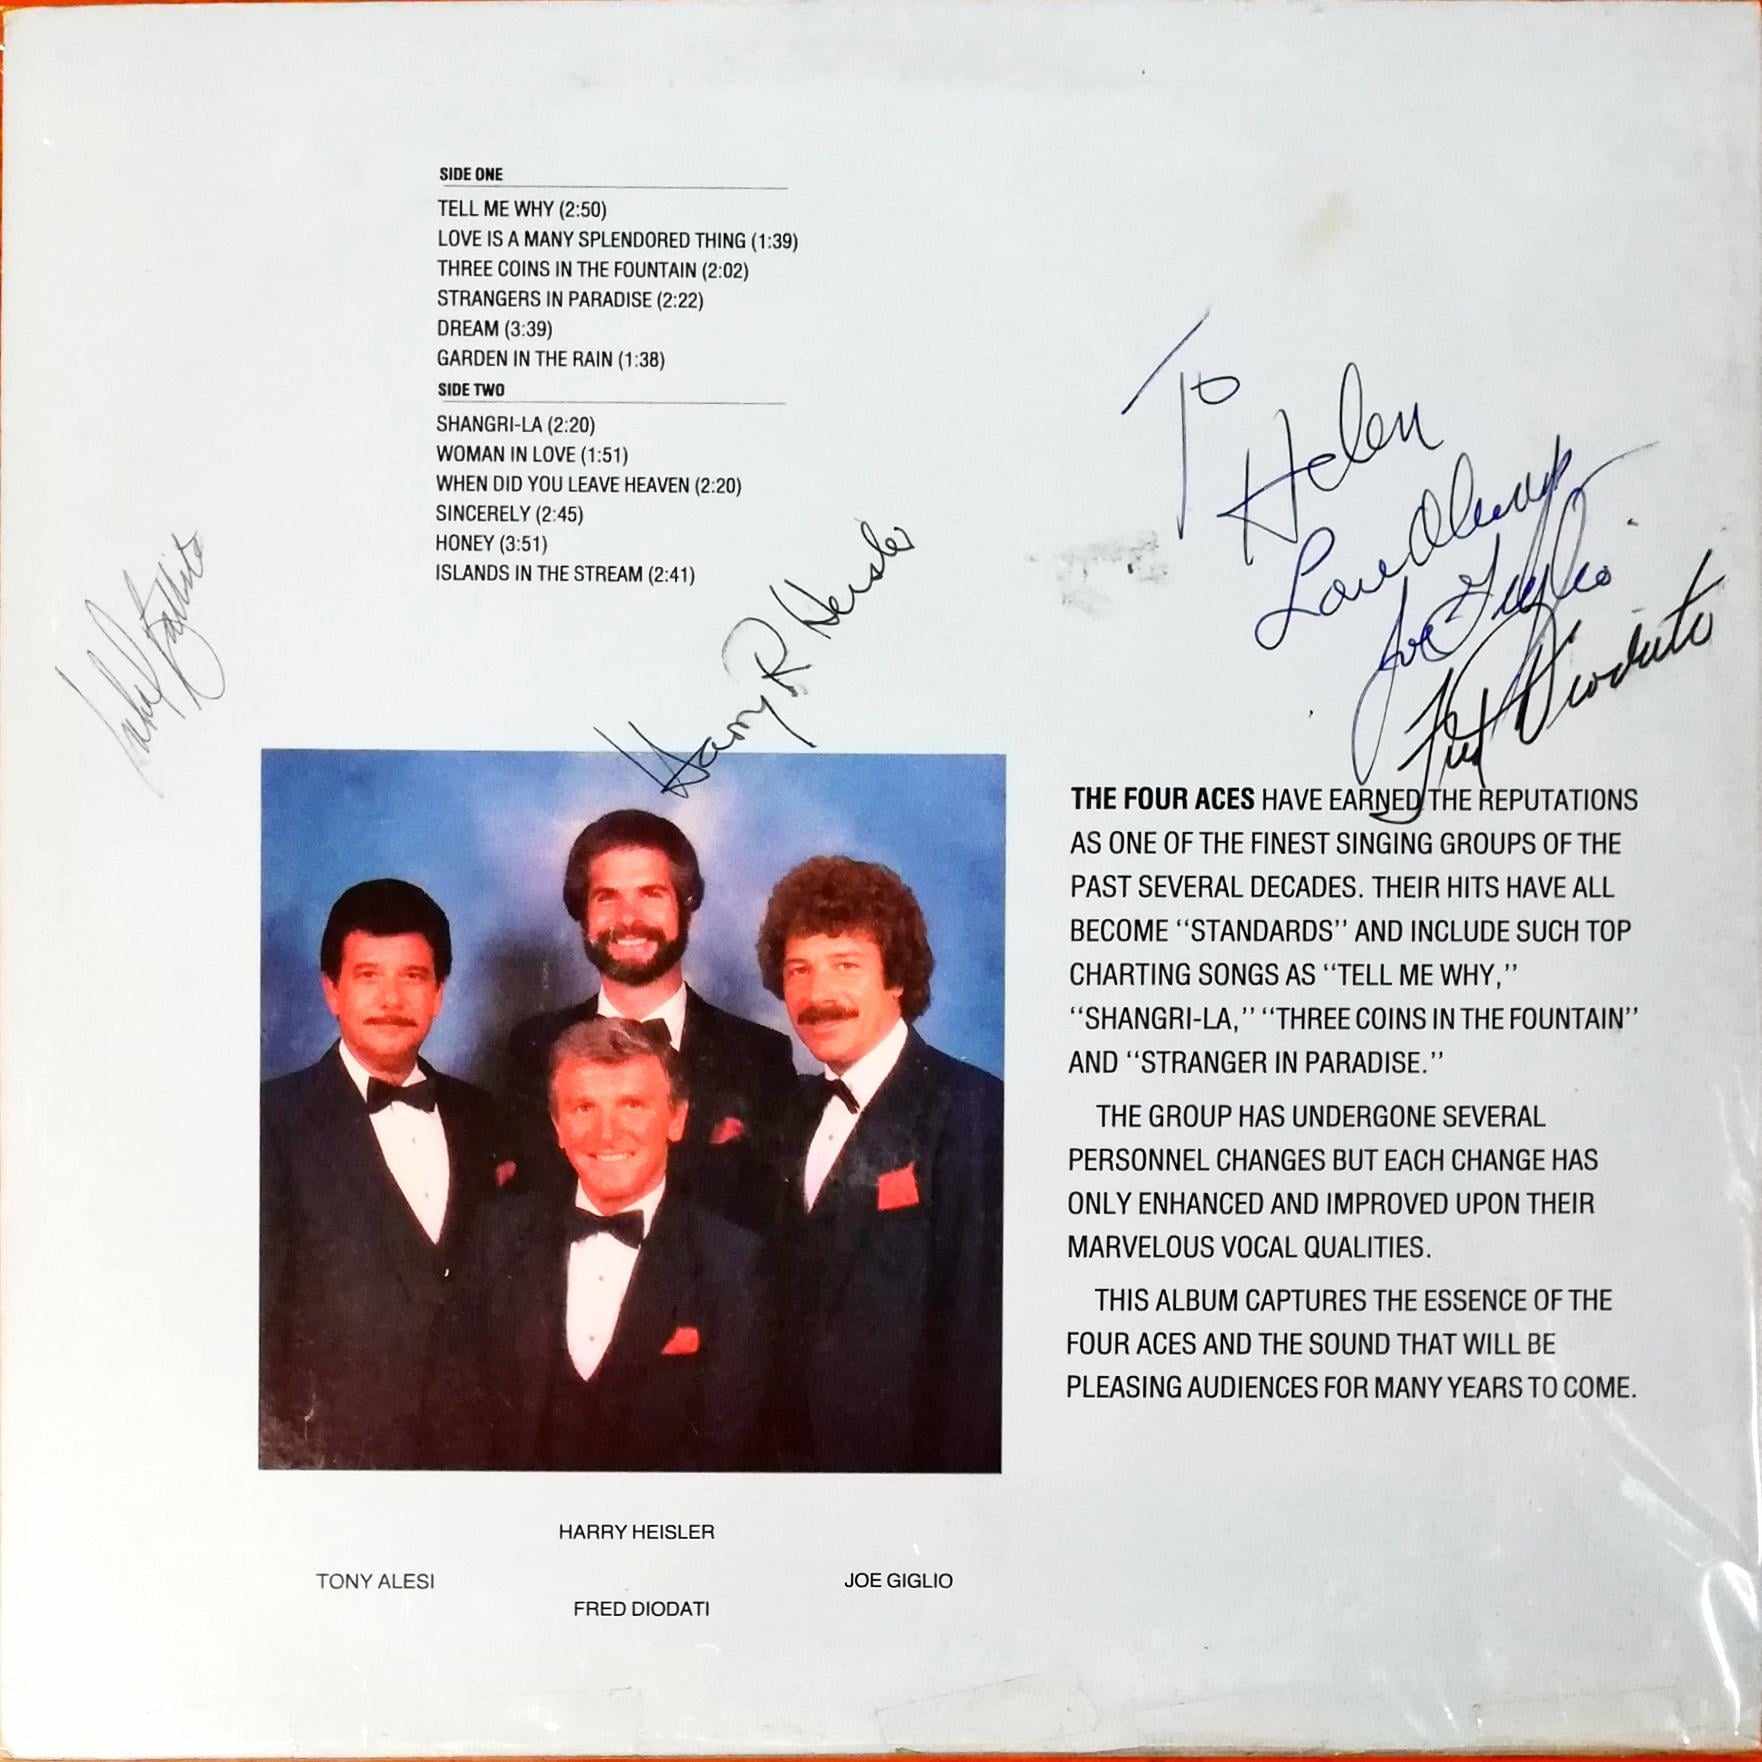 SIDE ONE
TELL ME WHY (2:50)
LOVE IS A MANY SPLENDORED THING (1:39)
THREE COINS IN THE FOUNTAIN (2:02)
STRANGERS IN PARADISE (2:22)
DREAM (3:39)
GARDEN IN THE RAIN (1:38)
SIDE TWO
SHANGRI-LA (2:20)
WOMAN IN LOVE (1:51)
WHEN DID YOU LEAVE HEAVEN (2:20)
SINCERELY (2:45)
HONEY (3:51)
ISLANDS IN THE STREAM (2:41)
Harry R. Heisler
To
Helen
Love Always
Joe Giglio
Fred Diodati
THE FOUR ACES HAVE EARNED THE REPUTATIONS
AS ONE OF THE FINEST SINGING GROUPS OF THE
PAST SEVERAL DECADES. THEIR HITS HAVE ALL
BECOME "STANDARDS" AND INCLUDE SUCH TOP
CHARTING SONGS AS "TELL ME WHY,"
"SHANGRI-LA," "THREE COINS IN THE FOUNTAIN"
AND "STRANGER IN PARADISE."
THE GROUP HAS UNDERGONE SEVERAL
PERSONNEL CHANGES BUT EACH CHANGE HAS
ONLY ENHANCED AND IMPROVED UPON THEIR
MARVELOUS VOCAL QUALITIES.
THIS ALBUM CAPTURES THE ESSENCE OF THE
FOUR ACES AND THE SOUND THAT WILL BE
PLEASING AUDIENCES FOR MANY YEARS TO COME.
HARRY HEISLER
TONY ALESI
JOE GIGLIO
FRED DIODATI